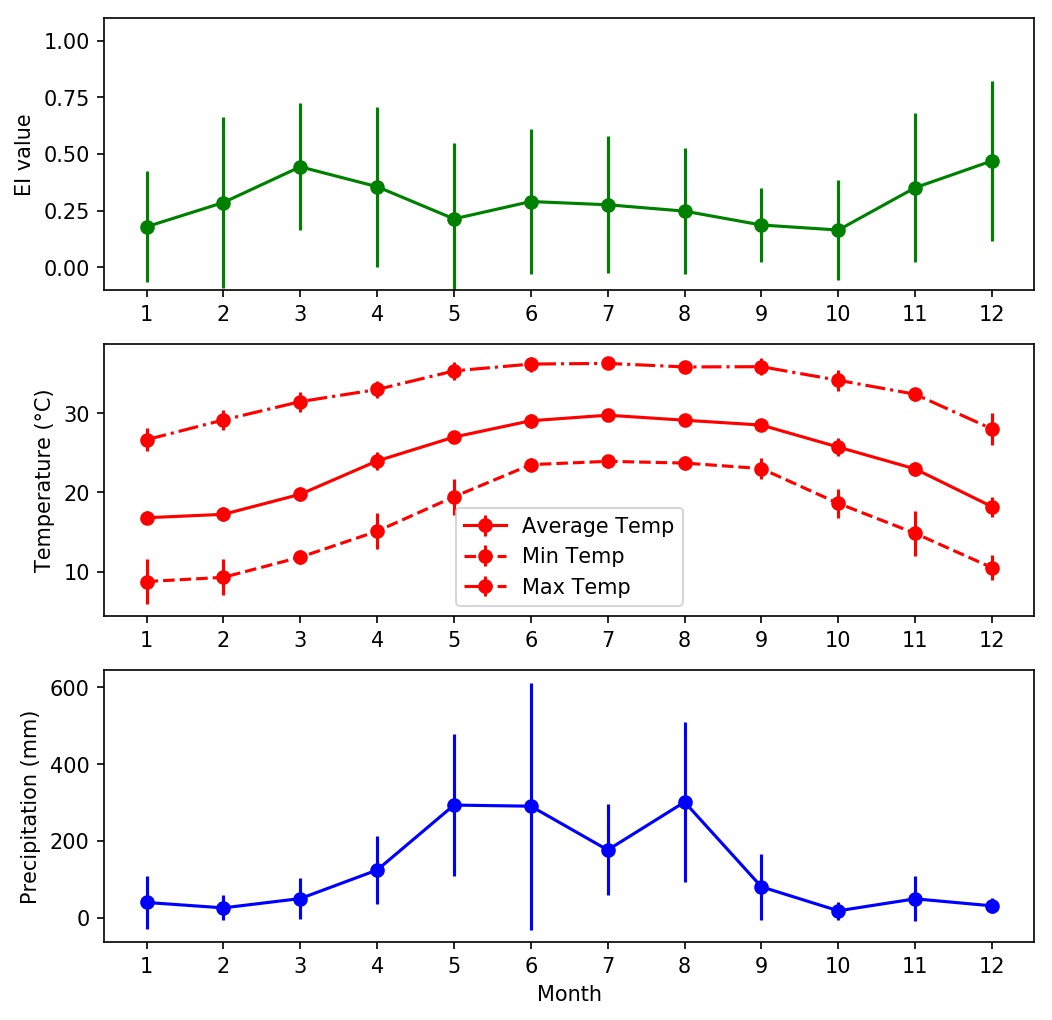 1.00
0.75
0.50
0.25
0.00
EI value
1 2 3 4 5 6 7 8 9 10 11 12
30
20
10
Temperature (°C)
Average Temp
Min Temp
Max Temp
1 2 3 4 5 6 7 8 9 10 11 12
600
400
200
0
Precipitation (mm)
1 2 3 4 5 6 7 8 9 10 11 12
Month